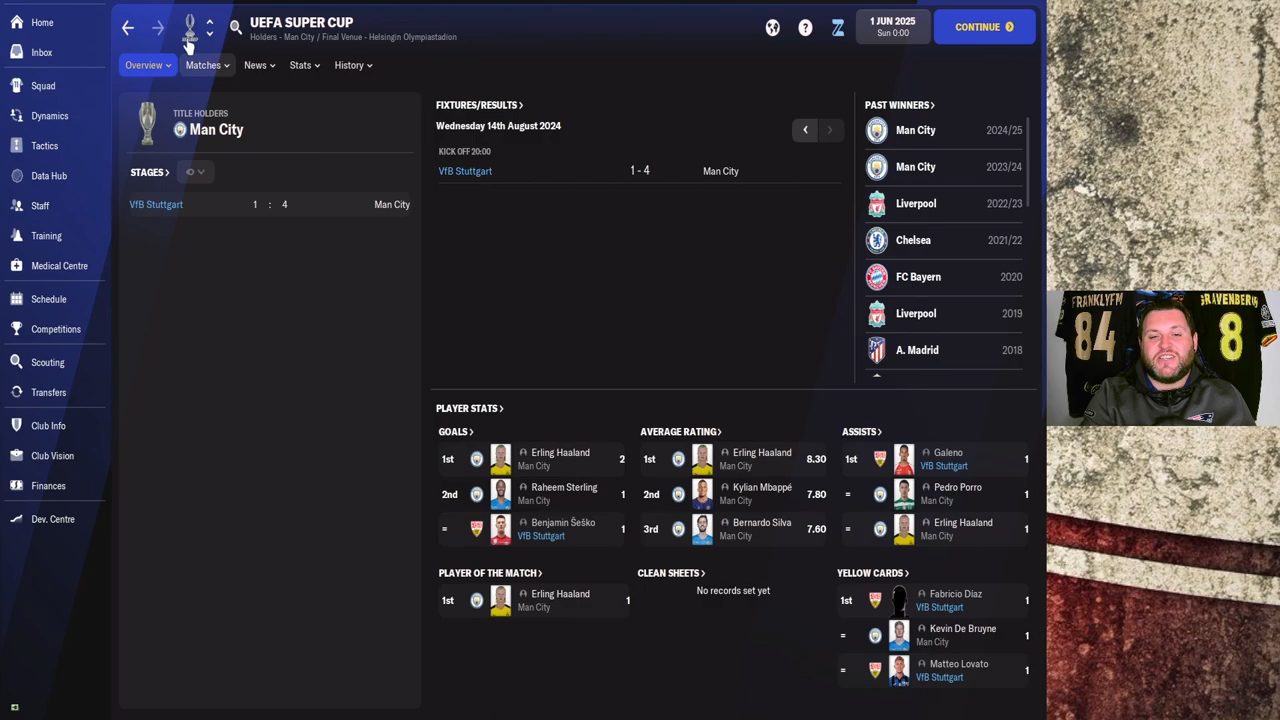 UEFA SUPER CUP
Holders - Man City / Final Venue - Helsingin Olympiastadion
1 JUN 2025
Sun 0:00
CONTINUE
Overview
Matches
News
Stats
History
Home
Inbox
Squad
Dynamics
Tactics
Data Hub
Staff
Training
Medical Centre
Schedule
Competitions
Scouting
Transfers
Club Info
Club Vision
Finances
Dev. Centre
TITLE HOLDERS
Man City
STAGES
VfB Stuttgart 1 : 4 Man City
FIXTURES/RESULTS
Wednesday 14th August 2024
KICK OFF 20:00
VfB Stuttgart 1 - 4 Man City
PAST WINNERS
Man City 2024/25
Man City 2023/24
Liverpool 2022/23
Chelsea 2021/22
FC Bayern 2020
Liverpool 2019
A. Madrid 2018
PLAYER STATS
GOALS
1st Erling Haaland 2
Man City
2nd Raheem Sterling 1
Man City
= Benjamin Šeško 1
VfB Stuttgart
AVERAGE RATING
1st Erling Haaland 8.30
Man City
2nd Kylian Mbappé 7.80
Man City
3rd Bernardo Silva 7.60
Man City
ASSISTS
1st Galeno 1
VfB Stuttgart
= Pedro Porro 1
Man City
= Erling Haaland 1
Man City
PLAYER OF THE MATCH
1st Erling Haaland 1
Man City
CLEAN SHEETS
No records set yet
YELLOW CARDS
1st Fabricio Díaz 1
VfB Stuttgart
= Kevin De Bruyne 1
Man City
= Matteo Lovato 1
VfB Stuttgart
FRANKLYFM
84
GRAVENBERCH
8